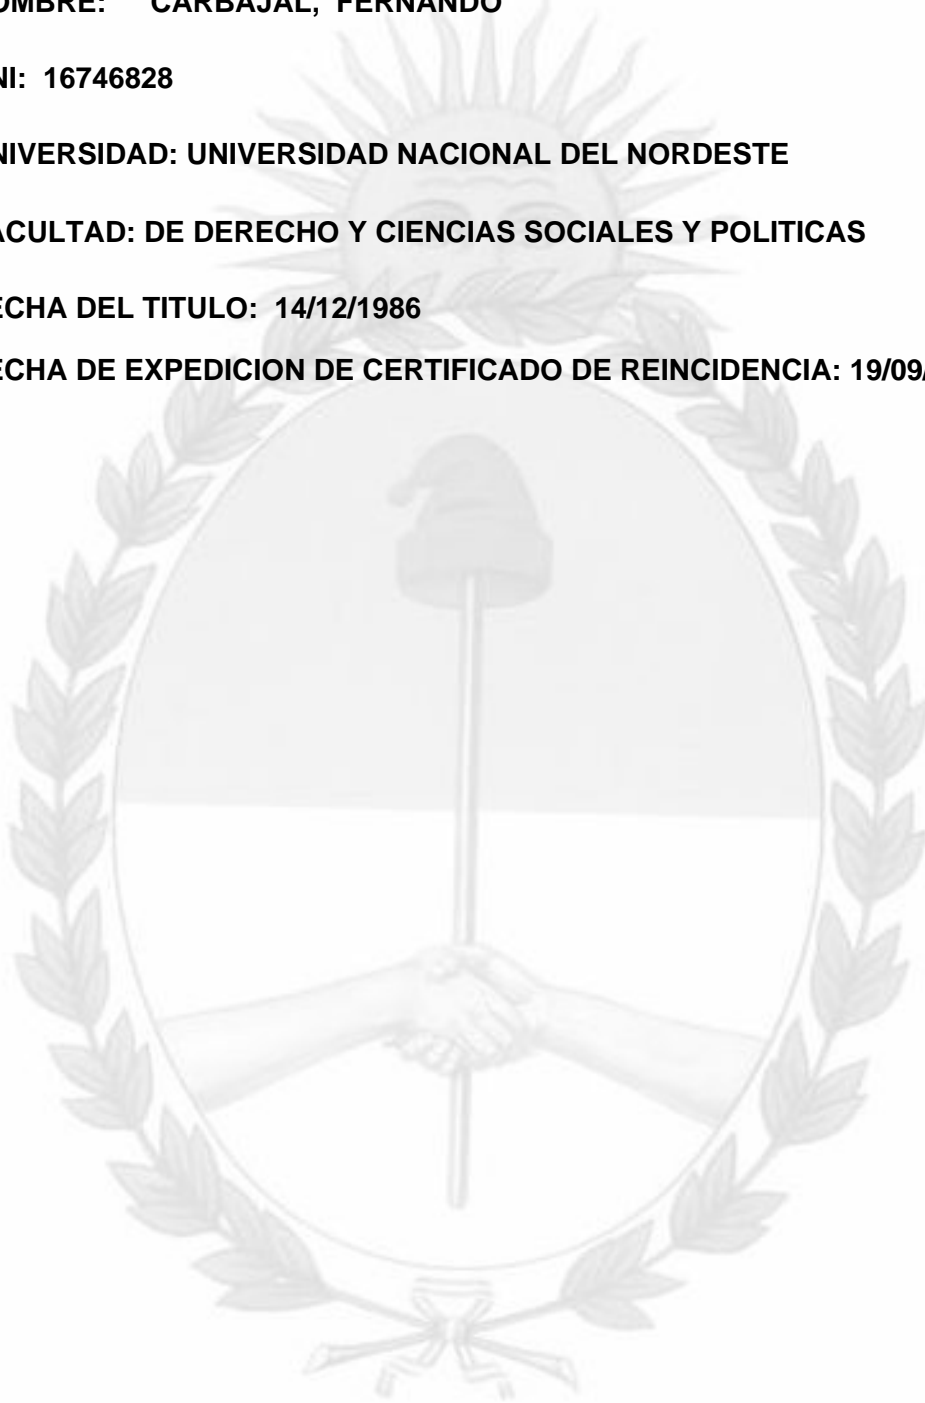 OMBRE: CARBAJAL, FERNANDO
NI: 16746828
NIVERSIDAD: UNIVERSIDAD NACIONAL DEL NORDESTE
ACULTAD: DE DERECHO Y CIENCIAS SOCIALES Y POLITICAS
ECHA DEL TITULO: 14/12/1986
ECHA DE EXPEDICION DE CERTIFICADO DE REINCIDENCIA: 19/09/